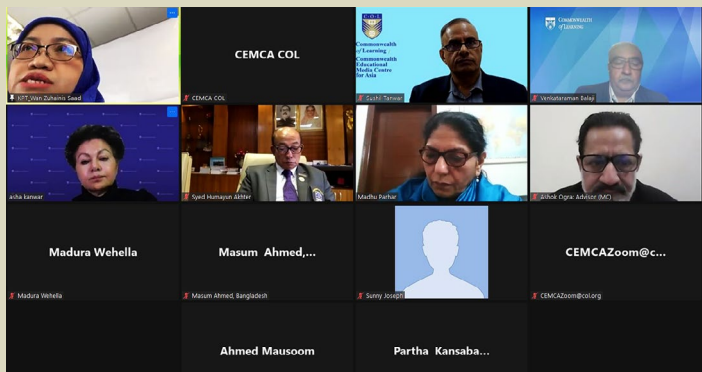 CEMCA COL
C O L
Commonwealth
of Learning
Commonwealth
Educational
Media Centre
for Asia
COMMONWEALTH
of LEARNING
KPT_Wan Zuhainis Saad
CEMCA COL
Sushil Tanwar
Venkataraman Balaji
asha kanwar
Syed Humayun Akhter
Madhu Parhar
Ashok Ogra: Advisor (MC)
Madura Wehella
Masum Ahmed,...
CEMCAZoom@c...
Madura Wehella
Masum Ahmed, Bangladesh
Sunny Joseph
CEMCAZoom@col.org
Ahmed Mausoom
Partha Kansaba...